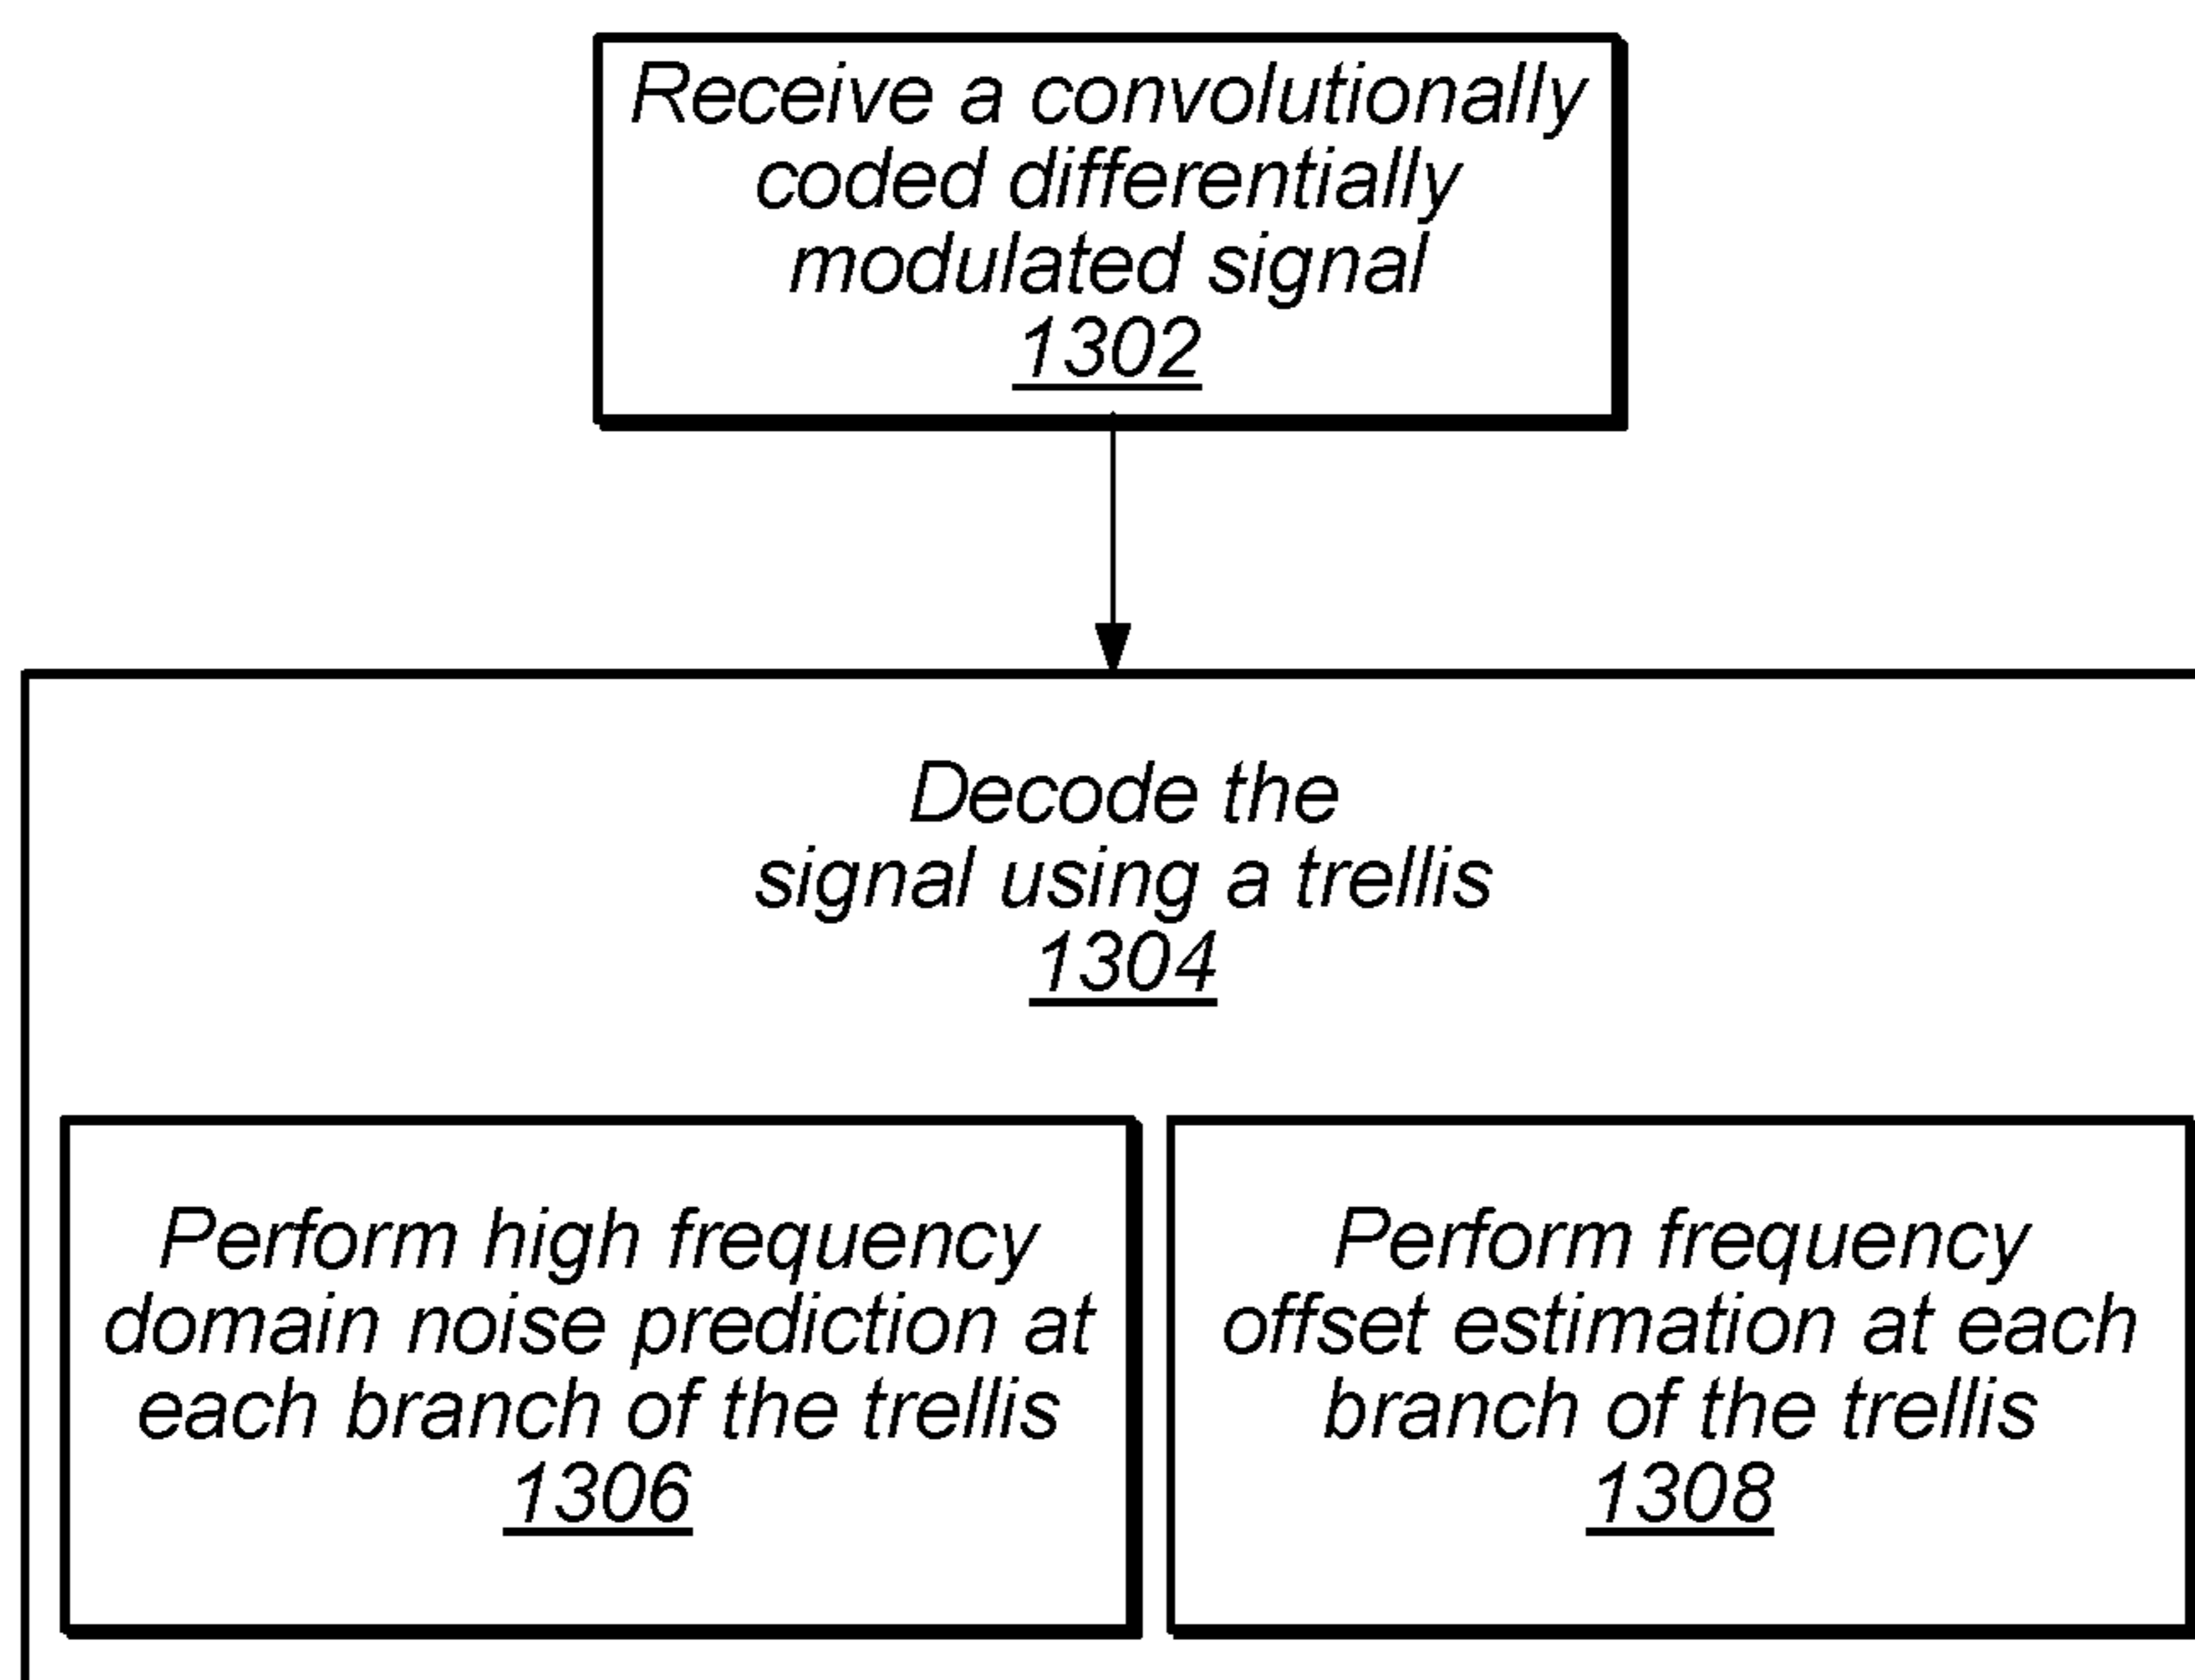 Receive a convolutionally
coded differentially
modulated signal
1302
Decode the
signal using a trellis
1304
Perform high frequency
domain noise prediction at
each branch of the trellis
1306
Perform frequency
offset estimation at each
branch of the trellis
1308